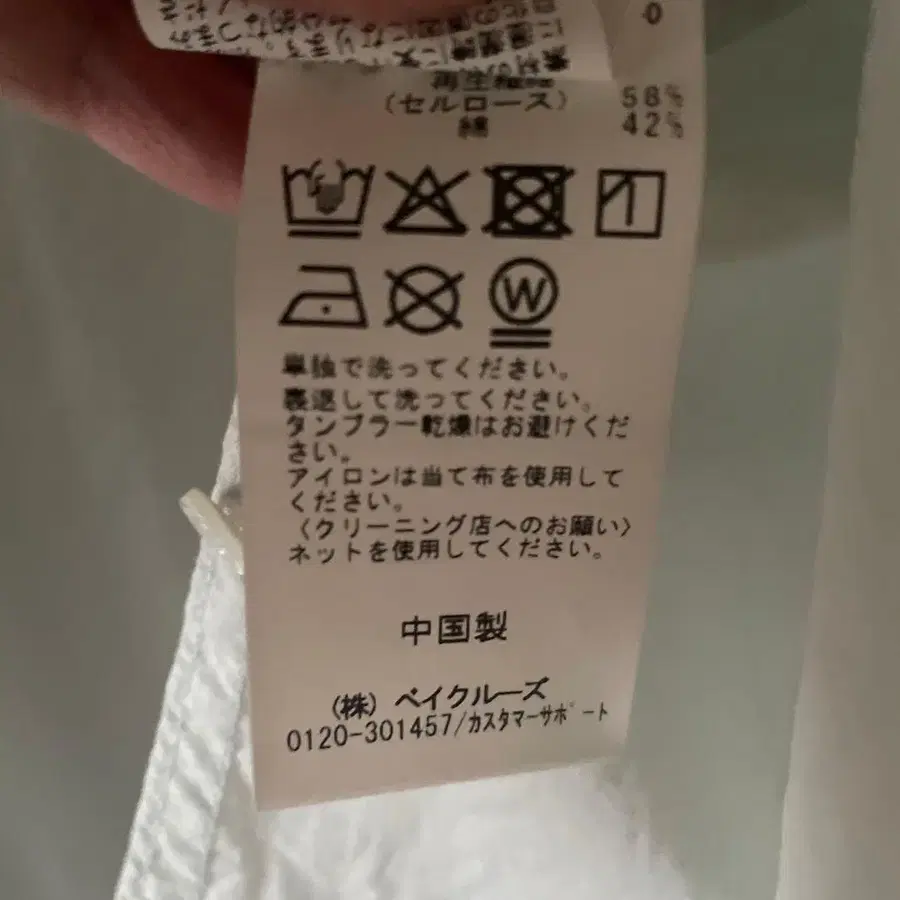 0
(セルロース) 58%
綿 42%
W
単独で洗ってください。
裏返して洗ってください。
タンブラー乾燥はお避けくだ
さい。
アイロンは当て布を使用して
ください。
〈クリーニング店へのお願い〉
ネットを使用してください。
中国製
(株) ベイクルーズ
0120-301457/カスタマーサポート